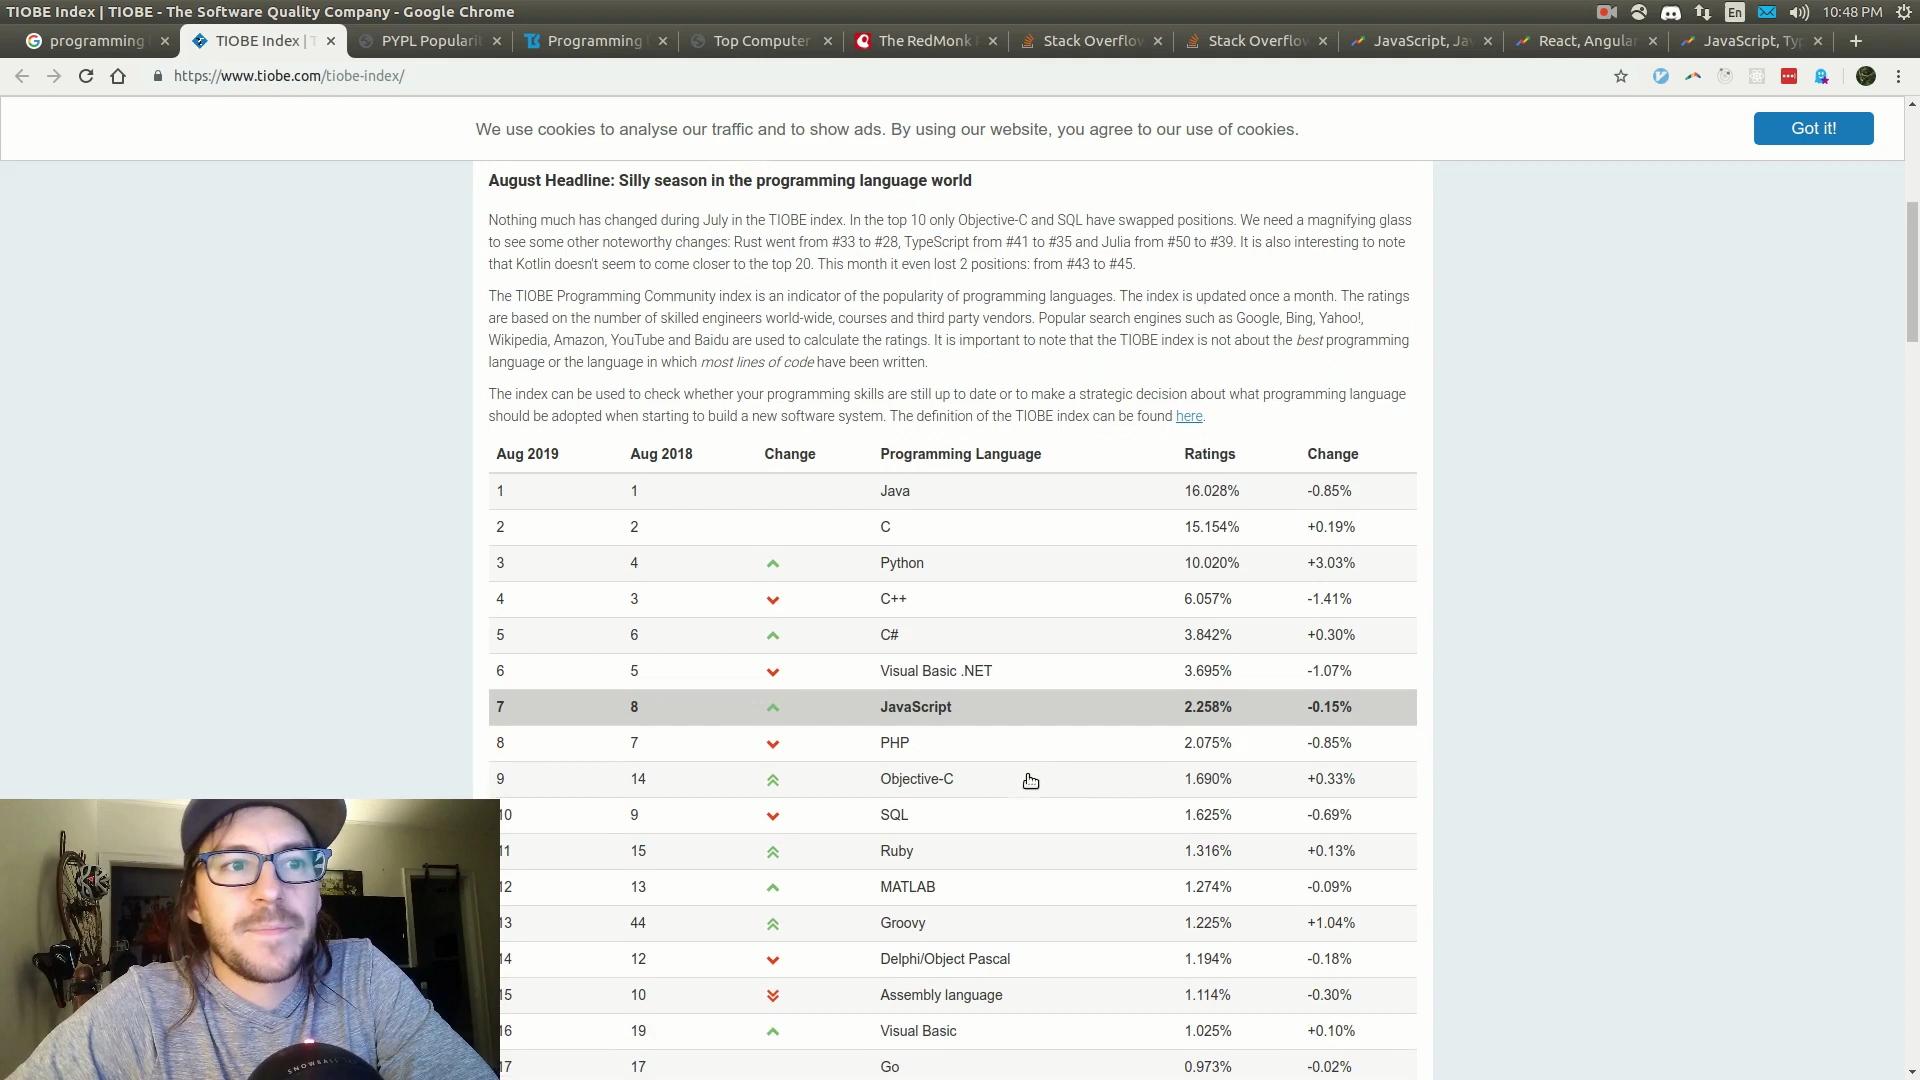 TIOBE Index | TIOBE - The Software Quality Company - Google Chrome
En
10:48 PM
programming
TIOBE Index | T
PYPL Populari
Programming
Top Computer
The RedMonk
Stack Overflow
Stack Overflow
JavaScript, Ja
React, Angular
JavaScript, Ty
https://www.tiobe.com/tiobe-index/
We use cookies to analyse our traffic and to show ads. By using our website, you agree to our use of cookies.
Got it!
August Headline: Silly season in the programming language world
Nothing much has changed during July in the TIOBE index. In the top 10 only Objective-C and SQL have swapped positions. We need a magnifying glass
to see some other noteworthy changes: Rust went from #33 to #28, TypeScript from #41 to #35 and Julia from #50 to #39. It is also interesting to note
that Kotlin doesn't seem to come closer to the top 20. This month it even lost 2 positions: from #43 to #45.
The TIOBE Programming Community index is an indicator of the popularity of programming languages. The index is updated once a month. The ratings
are based on the number of skilled engineers world-wide, courses and third party vendors. Popular search engines such as Google, Bing, Yahoo!,
Wikipedia, Amazon, YouTube and Baidu are used to calculate the ratings. It is important to note that the TIOBE index is not about the best programming
language or the language in which most lines of code have been written.
The index can be used to check whether your programming skills are still up to date or to make a strategic decision about what programming language
should be adopted when starting to build a new software system. The definition of the TIOBE index can be found here.
Aug 2019 Aug 2018 Change Programming Language Ratings Change
1 1 Java 16.028% -0.85%
2 2 C 15.154% +0.19%
3 4 Python 10.020% +3.03%
4 3 C++ 6.057% -1.41%
5 6 C# 3.842% +0.30%
6 5 Visual Basic .NET 3.695% -1.07%
7 8 JavaScript 2.258% -0.15%
8 7 PHP 2.075% -0.85%
9 14 Objective-C 1.690% +0.33%
10 9 SQL 1.625% -0.69%
11 15 Ruby 1.316% +0.13%
12 13 MATLAB 1.274% -0.09%
13 44 Groovy 1.225% +1.04%
14 12 Delphi/Object Pascal 1.194% -0.18%
15 10 Assembly language 1.114% -0.30%
16 19 Visual Basic 1.025% +0.10%
17 17 Go 0.973% -0.02%
SNOWBALL